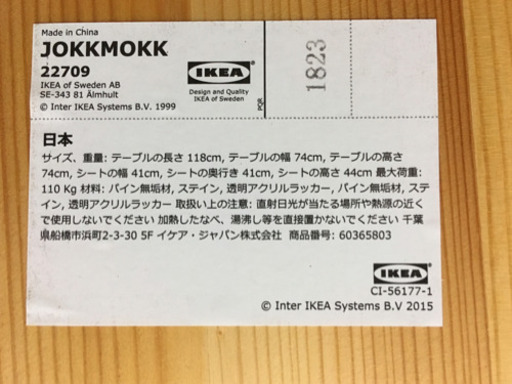 Made in China
JOKKMOKK
22709
IKEA of Sweden AB
SE-343 81 Älmhult
© Inter IKEA Systems B.V. 1999
IKEA
Design and Quality
IKEA of Sweden
PQR
1823
日本
サイズ、重量: テーブルの長さ 118cm, テーブルの幅 74cm, テーブルの高さ
74cm, シートの幅 41cm, シートの奥行き 41cm, シートの高さ 44cm 最大荷重:
110 Kg 材料: パイン無垢材, ステイン, 透明アクリルラッカー, パイン無垢材, ステ
イン, 透明アクリルラッカー 取扱い上の注意: 直射日光が当たる場所や熱源の近く
で使用しないでください 加熱したなべ、湯沸し等を直接置かないでください 千葉
県船橋市浜町2-3-30 5F イケア・ジャパン株式会社 商品番号: 60365803
IKEA
CI-56177-1
© Inter IKEA Systems B.V 2015